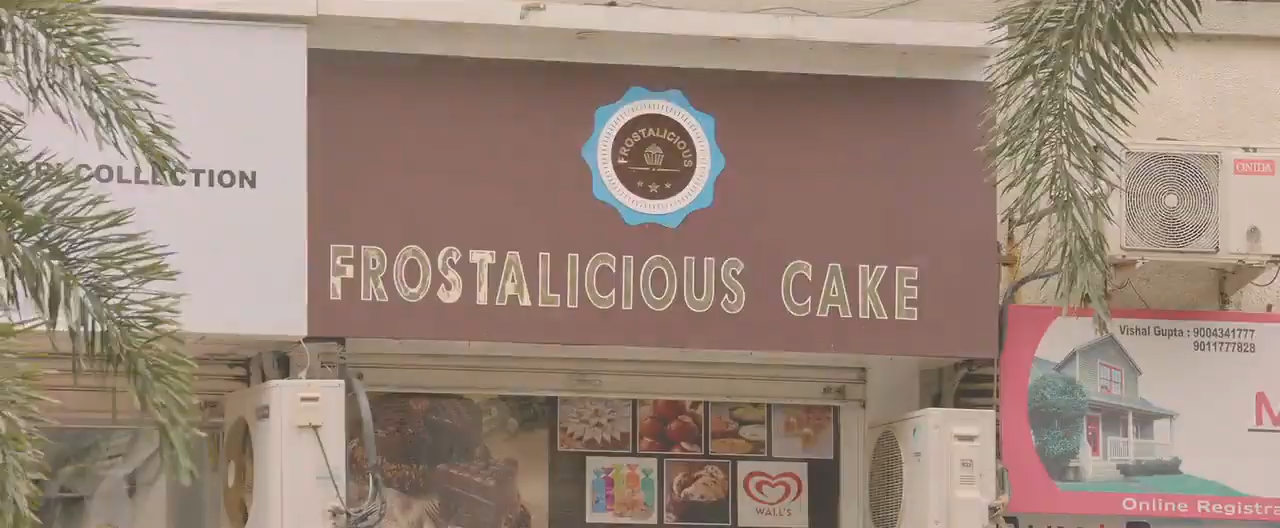 COLLECTION
FROSTALICIOUS
FROSTALICIOUS CAKE
ONIDA
Vishal Gupta : 9004341777
9011777828
WALL'S
Online Registra